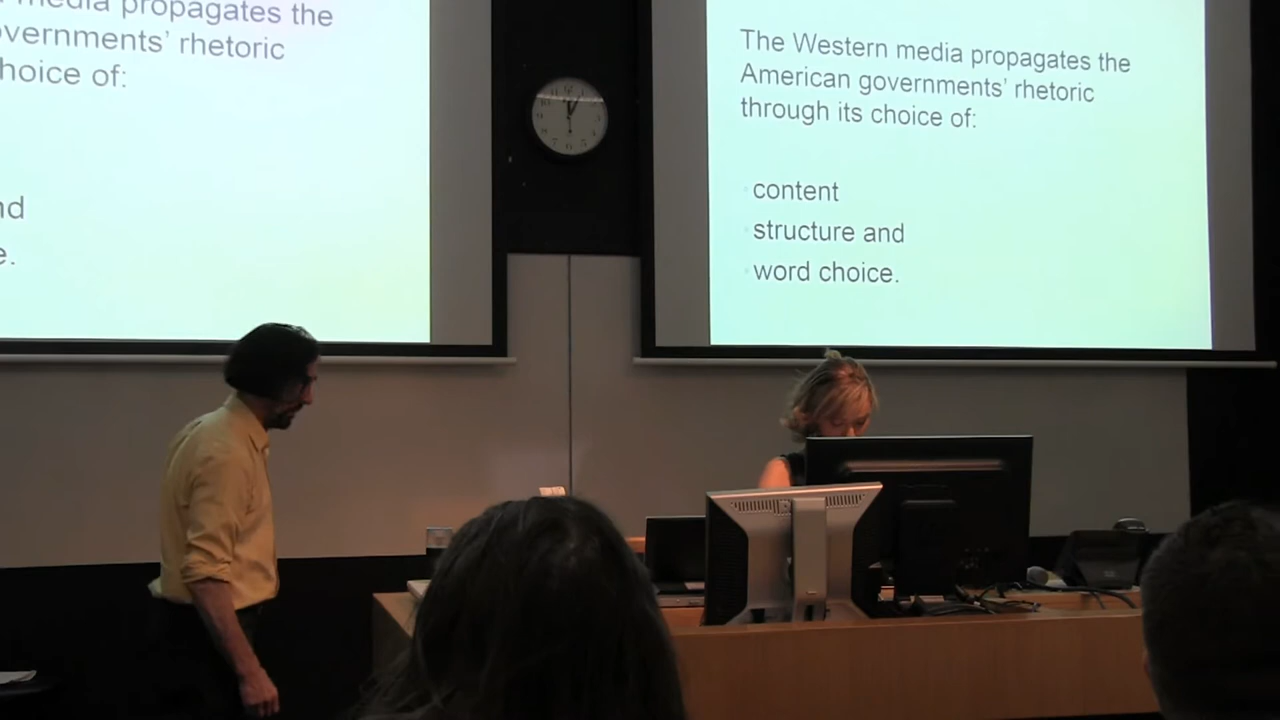 media propagates the
vernments' rhetoric
hoice of:
nd
e.
The Western media propagates the
American governments' rhetoric
through its choice of:
content
structure and
word choice.